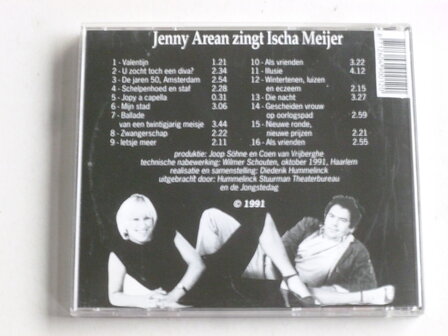 Jenny Arean zingt Ischa Meijer
1 - Valentijn 1.21
2 - U zocht toch een diva? 2.34
3 - De jaren 50, Amsterdam 2.54
4 - Schelpenhoed en staf 2.28
5 - Jopy a capella 0.31
6 - Mijn stad 3.06
7 - Ballade
van een twintigjarig meisje 3.44
8 - Zwangerschap 2.22
9 - Ietsje meer 2.11
10 - Als vrienden 3.22
11 - Illusie 4.12
12 - Wintertenen, luizen
en eczeem 2.15
13 - Die nacht 3.27
14 - Gescheiden vrouw
op oorlogspad 2.59
15 - Nieuwe ronde,
nieuwe prijzen 2.21
16 - Als vrienden 2.55
produktie: Joop Söhne en Coen van Vrijberghe
technische nabewerking: Wilmer Schouten, oktober 1991, Haarlem
realisatie en samenstelling: Diederik Hummelinck
uitgebracht door: Hummelinck Stuurman Theaterbureau
en de Jongstedag
© 1991